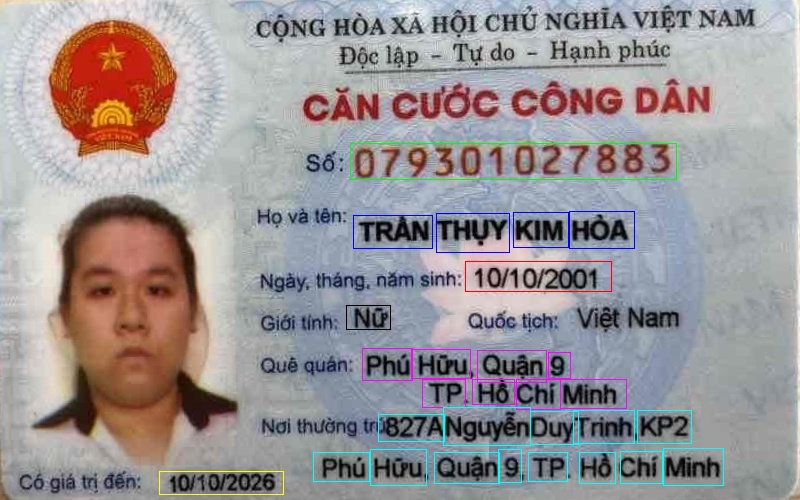 CỘNG HÒA XÃ HỘI CHỦ NGHĨA VIỆT NAM
Độc lập - Tự do - Hạnh phúc
CĂN CƯỚC CÔNG DÂN
Số: 079301027883
Họ và tên: TRẦN THỤY KIM HÒA
Ngày, tháng, năm sinh: 10/10/2001
Giới tính: Nữ Quốc tịch: Việt Nam
Quê quán: Phú Hữu, Quận 9
TP. Hồ Chí Minh
Nơi thường trú: 827A Nguyễn Duy Trinh, KP2
Phú Hữu, Quận 9, TP. Hồ Chí Minh
Có giá trị đến: 10/10/2026